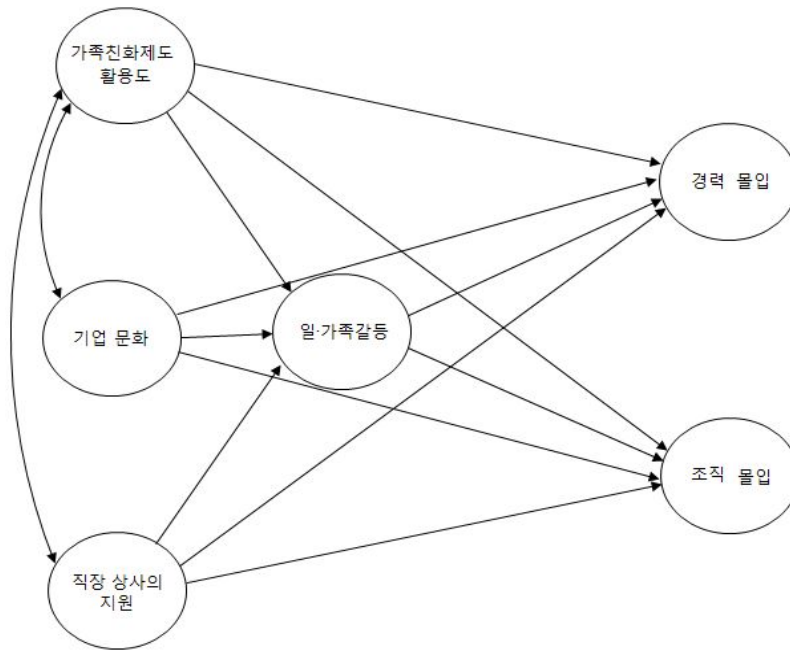 가족친화제도
활용도
경력 몰입
기업 문화
일·가족갈등
조직 몰입
직장 상사의
지원